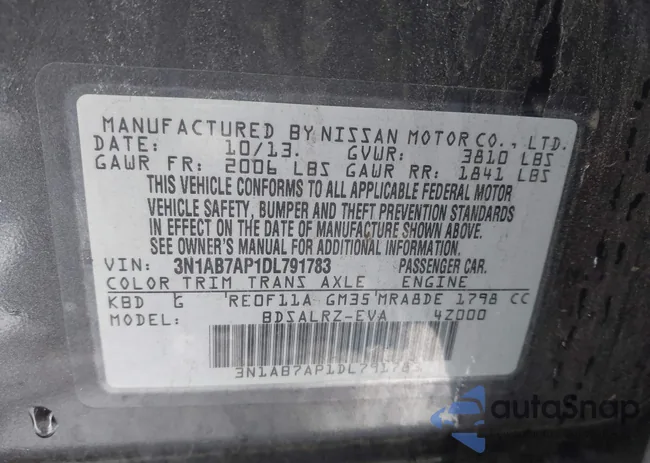 MANUFACTURED BY NISSAN MOTOR CO., LTD.
DATE: 10/13. GVWR: 3810 LBS
GAWR FR: 2006 LBS GAWR RR: 1841 LBS
THIS VEHICLE CONFORMS TO ALL APPLICABLE FEDERAL MOTOR
VEHICLE SAFETY, BUMPER AND THEFT PREVENTION STANDARDS
IN EFFECT ON THE DATE OF MANUFACTURE SHOWN ABOVE.
SEE OWNER'S MANUAL FOR ADDITIONAL INFORMATION.
VIN: 3N1AB7AP1DL791783 PASSENGER CAR.
COLOR TRIM TRANS AXLE ENGINE
KBD G RE0F11A GM35 MRA8DE 1798 CC
MODEL: BDSALRZ-EVA 4Z000
3N1AB7AP1DL791783
autoSnap